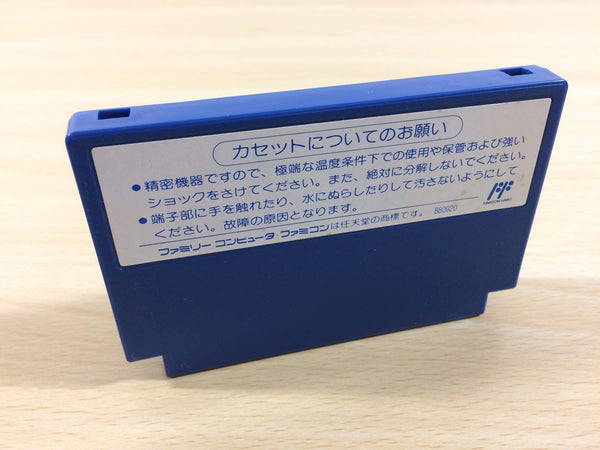 カセットについてのお願い
●精密機器ですので、極端な温度条件下での使用や保管および強い
ショックをさけてください。また、絶対に分解しないでください。
●端子部に手を触れたり、水にぬらしたりして汚さないようにして
ください。故障の原因となります。
ファミリー コンピュータ・ファミコンは任天堂の商標です。 880920